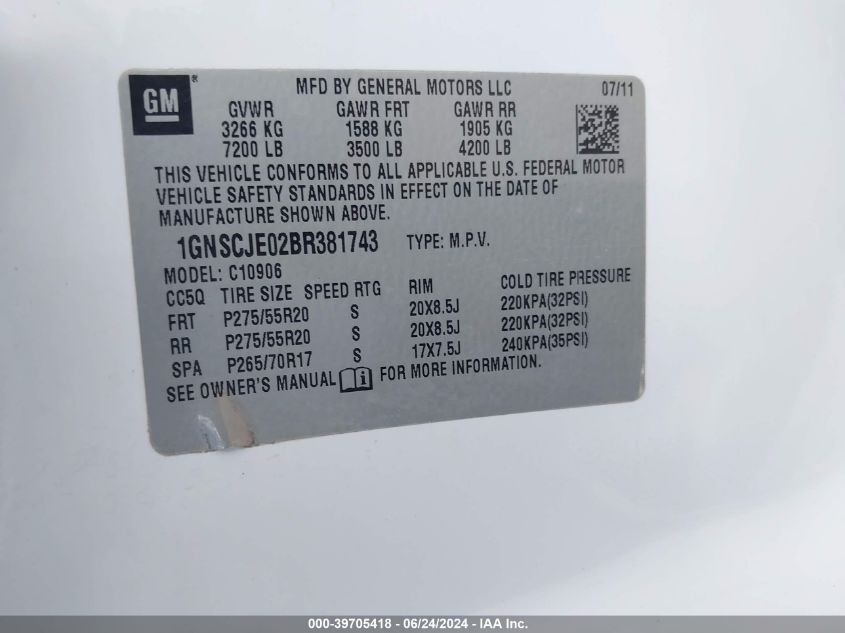 GM®
MFD BY GENERAL MOTORS LLC 07/11
GVWR GAWR FRT GAWR RR
3266 KG 1588 KG 1905 KG
7200 LB 3500 LB 4200 LB
THIS VEHICLE CONFORMS TO ALL APPLICABLE U.S. FEDERAL MOTOR
VEHICLE SAFETY STANDARDS IN EFFECT ON THE DATE OF
MANUFACTURE SHOWN ABOVE.
1GNSCJE02BR381743 TYPE: M.P.V.
MODEL: C10906
CC5Q TIRE SIZE SPEED RTG RIM COLD TIRE PRESSURE
FRT P275/55R20 S 20X8.5J 220KPA(32PSI)
RR P275/55R20 S 20X8.5J 220KPA(32PSI)
SPA P265/70R17 S 17X7.5J 240KPA(35PSI)
SEE OWNER'S MANUAL i FOR MORE INFORMATION.
000-39705418 - 06/24/2024 - IAA Inc.